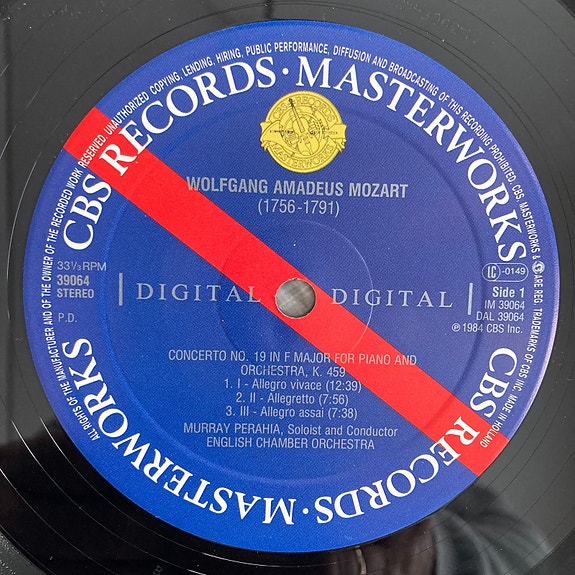 ALL RIGHTS OF THE MANUFACTURER AND OF THE OWNER OF THE RECORDED WORK RESERVED. UNAUTHORIZED COPYING, LENDING, HIRING, PUBLIC PERFORMANCE, DIFFUSION AND BROADCASTING OF THIS RECORDING PROHIBITED. CBS, MASTERWORKS & ARE REG. TRADEMARKS OF CBS INC MADE IN HOLLAND
CBS RECORDS · MASTERWORKS
CBS RECORDS · MASTERWORKS
MASTERWORKS
WOLFGANG AMADEUS MOZART
(1756-1791)
33⅓ RPM
39064
STEREO
P.D.
DIGITAL DIGITAL
IC -0149
Side 1
IM 39064
DAL 39064
℗ 1984 CBS Inc.
CONCERTO NO. 19 IN F MAJOR FOR PIANO AND
ORCHESTRA, K. 459
1. I - Allegro vivace (12:39)
2. II - Allegretto (7:56)
3. III - Allegro assai (7:38)
MURRAY PERAHIA, Soloist and Conductor
ENGLISH CHAMBER ORCHESTRA